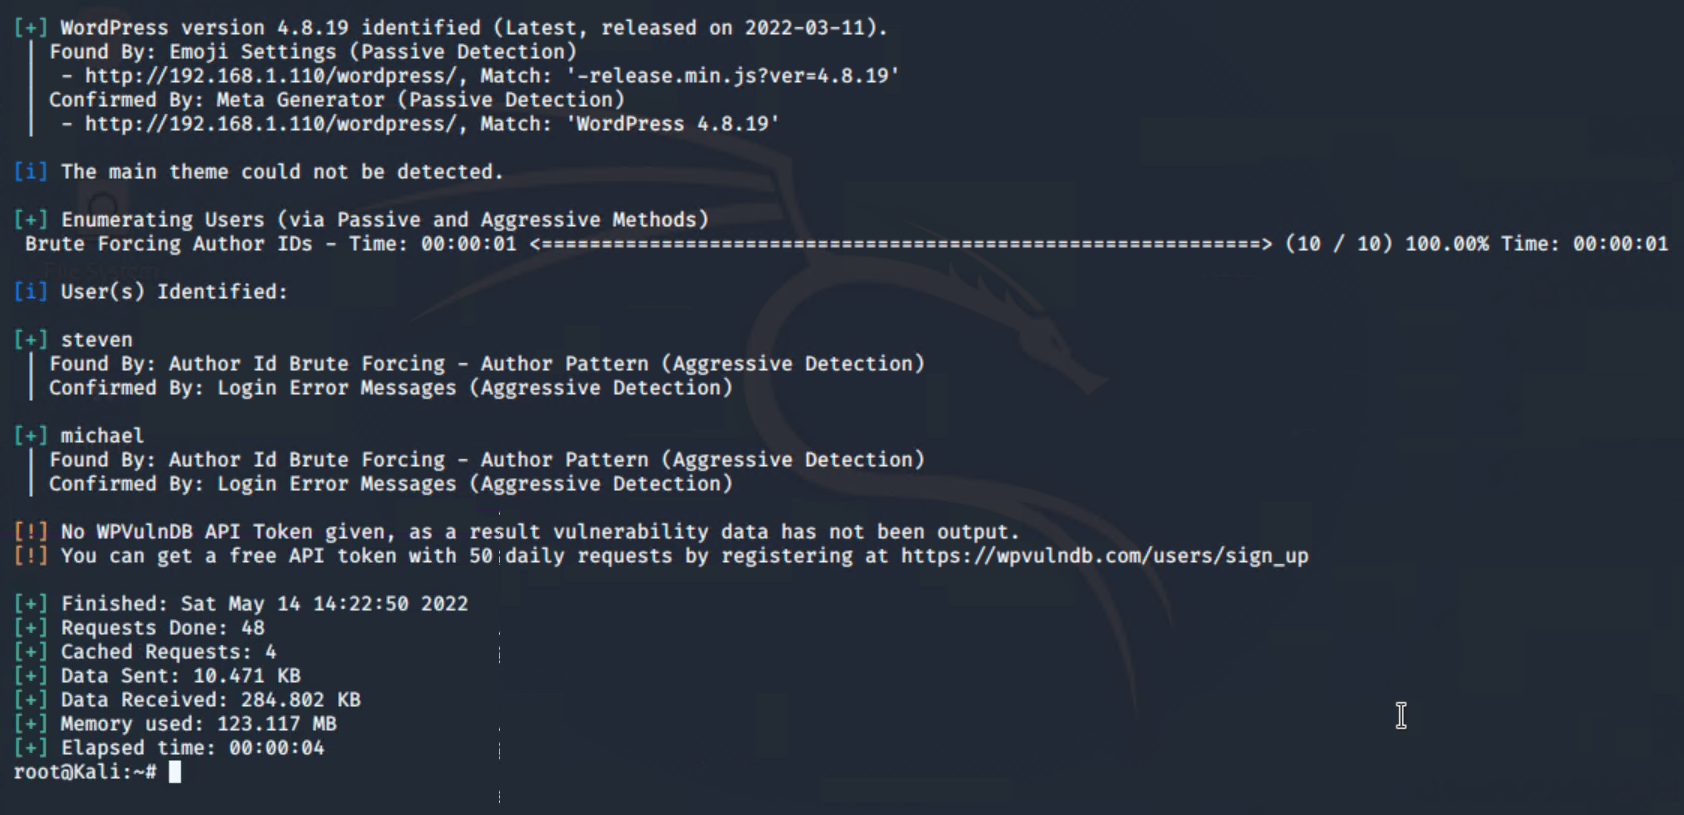 [+] WordPress version 4.8.19 identified (Latest, released on 2022-03-11).
| Found By: Emoji Settings (Passive Detection)
|  - http://192.168.1.110/wordpress/, Match: '-release.min.js?ver=4.8.19'
| Confirmed By: Meta Generator (Passive Detection)
|  - http://192.168.1.110/wordpress/, Match: 'WordPress 4.8.19'
[i] The main theme could not be detected.
[+] Enumerating Users (via Passive and Aggressive Methods)
Brute Forcing Author IDs - Time: 00:00:01 <============================================================> (10 / 10) 100.00% Time: 00:00:01
File System
[i] User(s) Identified:
[+] steven
| Found By: Author Id Brute Forcing - Author Pattern (Aggressive Detection)
| Confirmed By: Login Error Messages (Aggressive Detection)
[+] michael
| Found By: Author Id Brute Forcing - Author Pattern (Aggressive Detection)
| Confirmed By: Login Error Messages (Aggressive Detection)
[!] No WPVulnDB API Token given, as a result vulnerability data has not been output.
[!] You can get a free API token with 50 daily requests by registering at https://wpvulndb.com/users/sign_up
[+] Finished: Sat May 14 14:22:50 2022
[+] Requests Done: 48
[+] Cached Requests: 4
[+] Data Sent: 10.471 KB
[+] Data Received: 284.802 KB
[+] Memory used: 123.117 MB
[+] Elapsed time: 00:00:04
root@Kali:~#